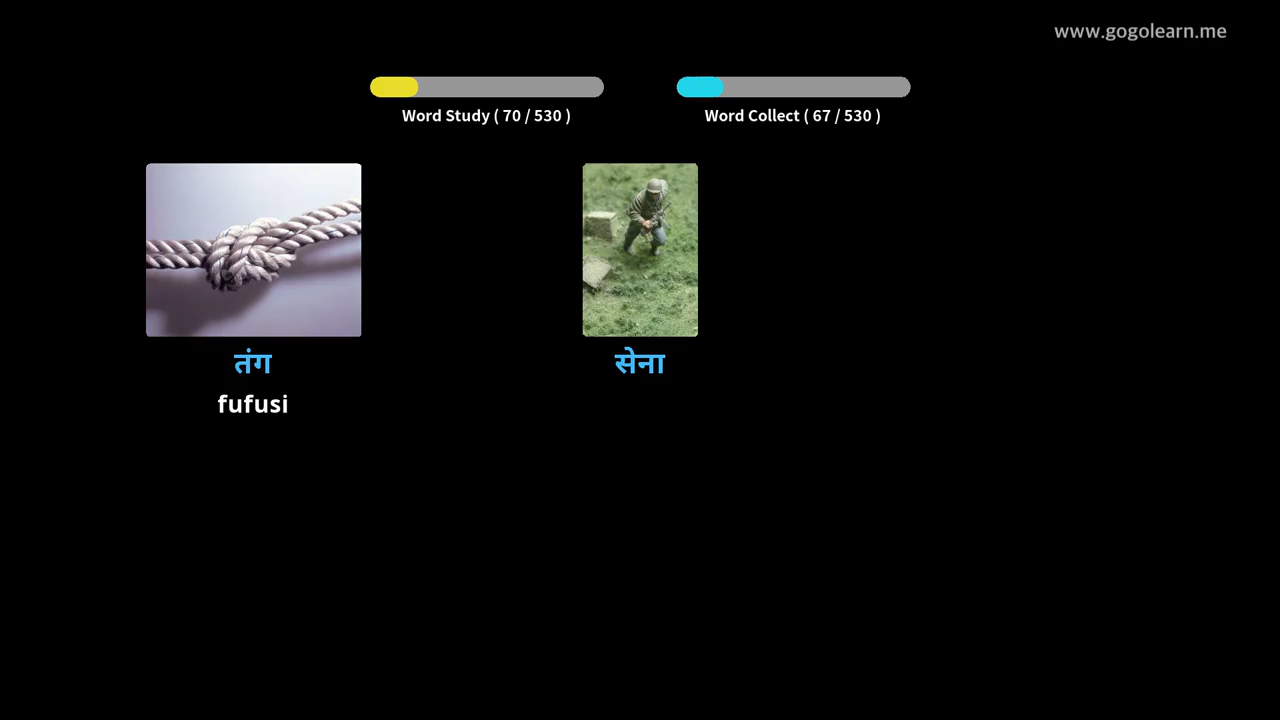 www.gogolearn.me
Word Study ( 70 / 530 )
Word Collect ( 67 / 530 )
तंग
सेना
fufusi